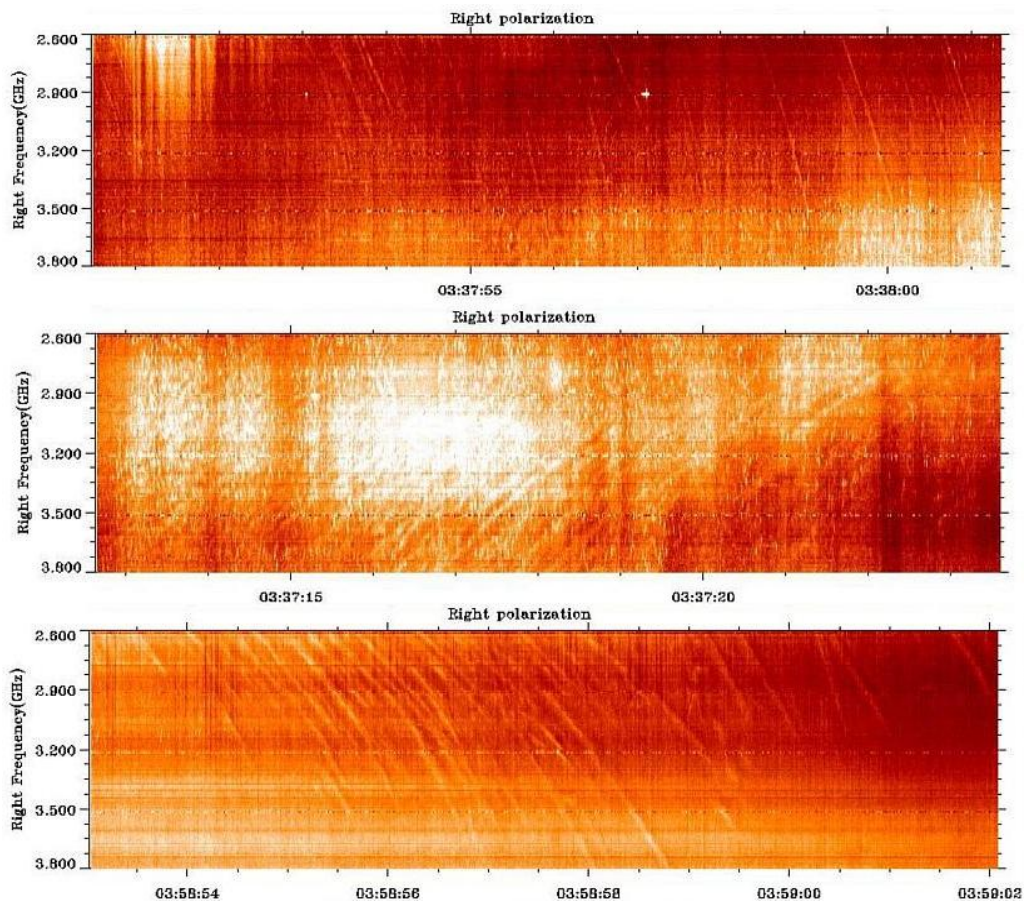 Right polarization
Right Frequency(GHz)
2.600
2.900
3.200
3.500
3.800
03:37:55 03:38:00
Right polarization
Right Frequency(GHz)
2.600
2.900
3.200
3.500
3.800
03:37:15 03:37:20
Right polarization
Right Frequency(GHz)
2.600
2.900
3.200
3.500
3.800
03:58:54 03:58:56 03:58:58 03:59:00 03:59:02